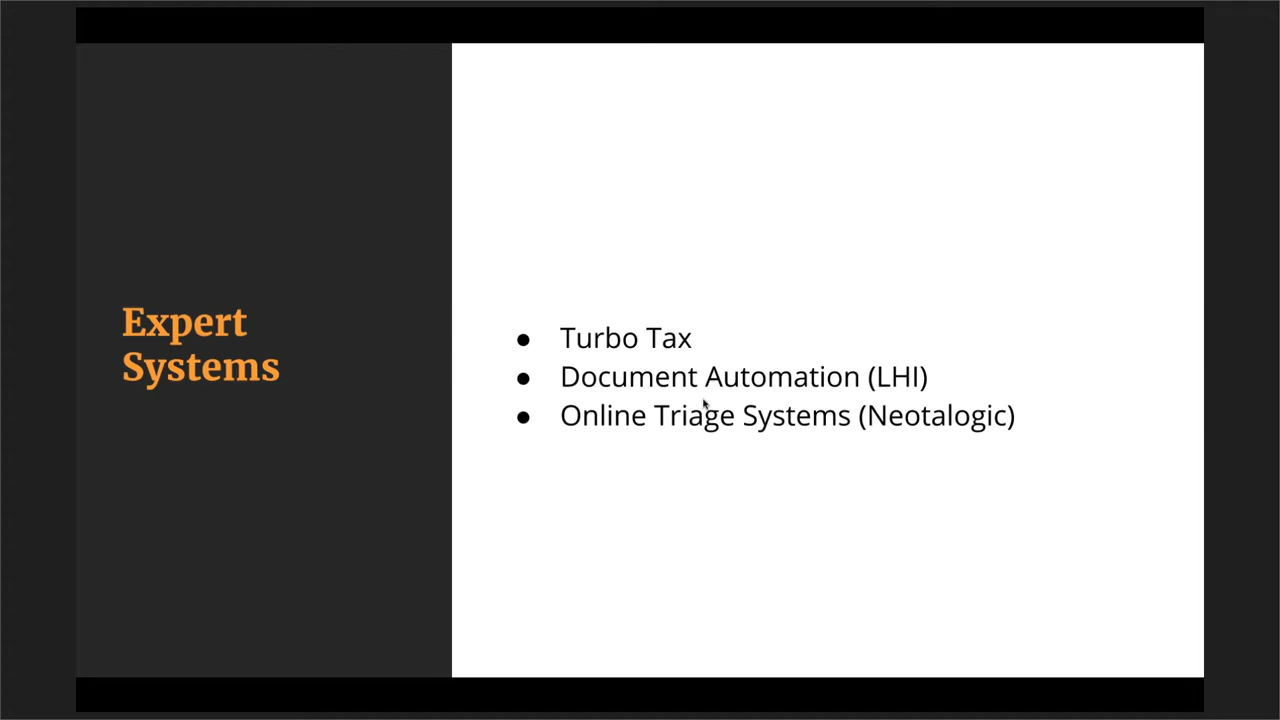 Expert
Systems
● Turbo Tax
● Document Automation (LHI)
● Online Triage Systems (Neotalogic)